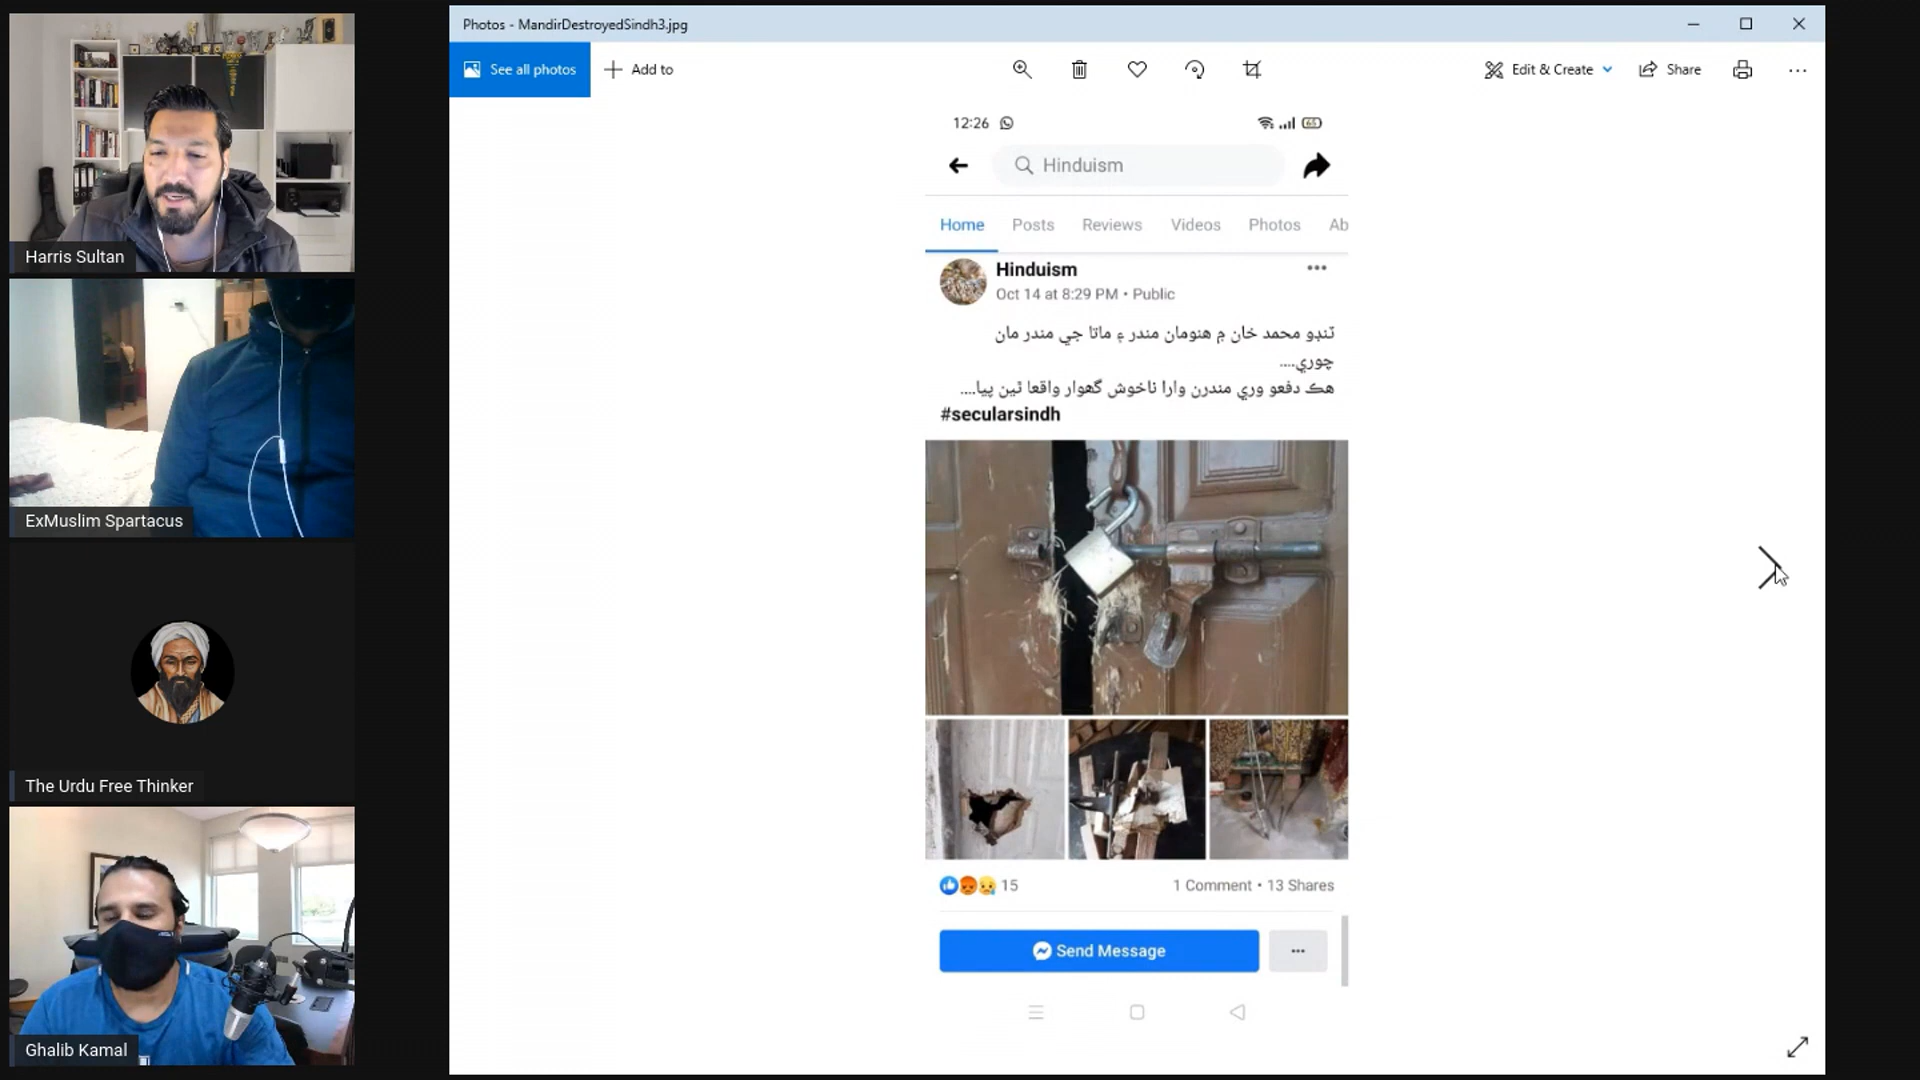 Harris Sultan
ExMuslim Spartacus
The Urdu Free Thinker
Ghalib Kamal
Photos - MandirDestroyedSindh3.jpg
See all photos
Add to
Edit & Create
Share
12:26
65
Hinduism
Home Posts Reviews Videos Photos Ab
Hinduism
Oct 14 at 8:29 PM • Public
ٽنڊو محمد خان ۾ هنومان مندر ۽ ماتا جي مندر مان
چوري....
هڪ دفعو وري مندرن وارا ناخوش گهوار واقعا ٿين پيا....
#secularsindh
15
1 Comment • 13 Shares
Send Message